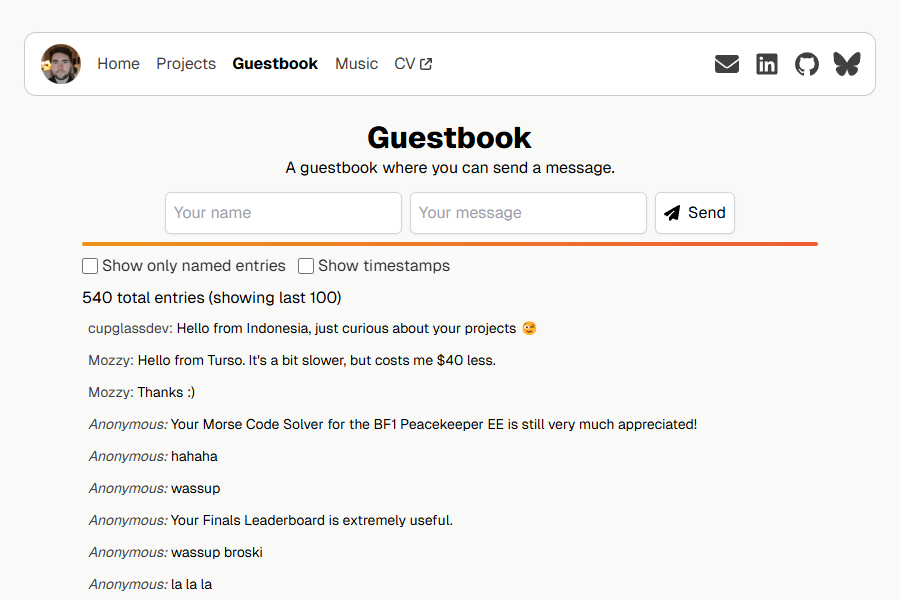 Home Projects Guestbook Music CV
Guestbook
A guestbook where you can send a message.
Your name Your message Send
Show only named entries Show timestamps
540 total entries (showing last 100)
cupglassdev: Hello from Indonesia, just curious about your projects 😉
Mozzy: Hello from Turso. It's a bit slower, but costs me $40 less.
Mozzy: Thanks :)
Anonymous: Your Morse Code Solver for the BF1 Peacekeeper EE is still very much appreciated!
Anonymous: hahaha
Anonymous: wassup
Anonymous: Your Finals Leaderboard is extremely useful.
Anonymous: wassup broski
Anonymous: la la la